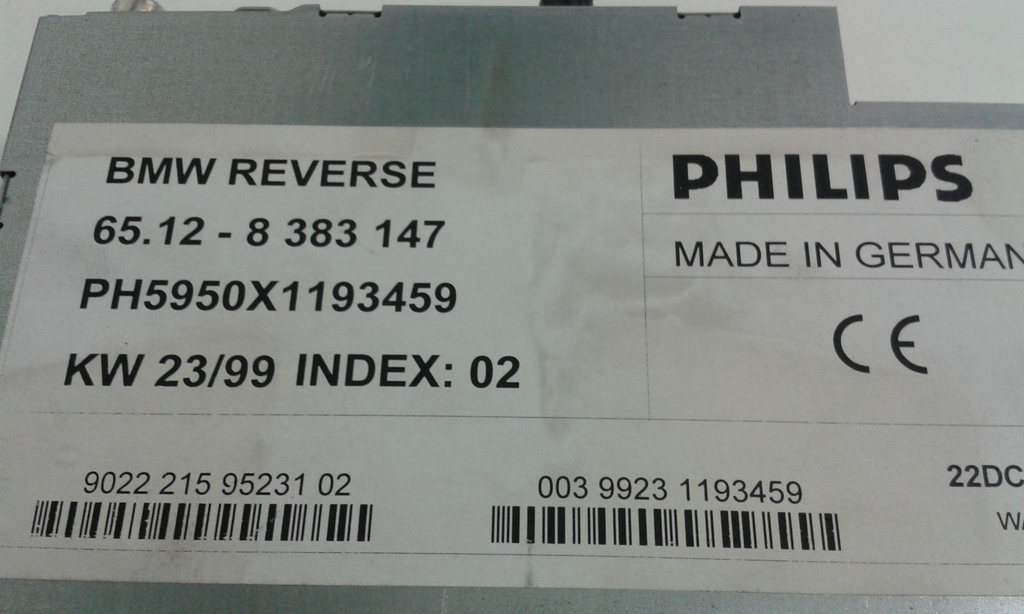 BMW REVERSE
65.12 - 8 383 147
PH5950X1193459
KW 23/99 INDEX: 02
PHILIPS
MADE IN GERMAN
CE
9022 215 95231 02
003 9923 1193459
22DC